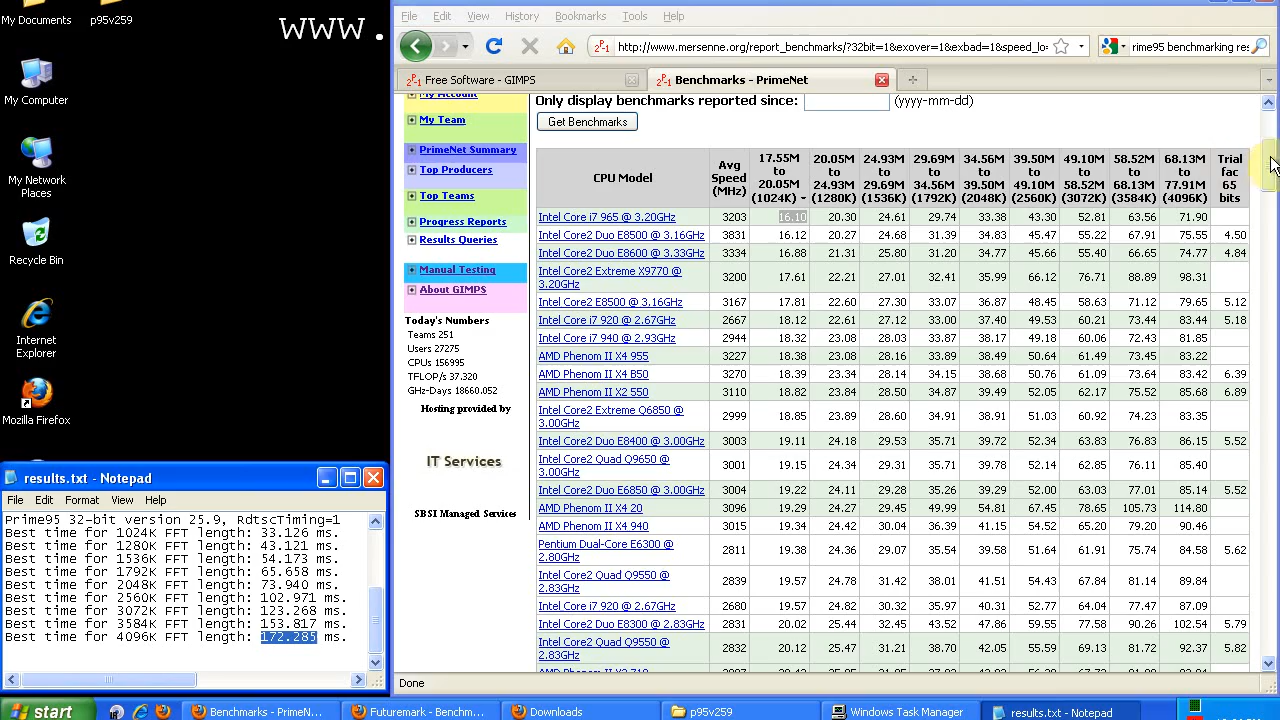 My Documents
p95v259
www.
My Computer
My Network
Places
Recycle Bin
Internet
Explorer
Mozilla Firefox
File Edit View History Bookmarks Tools Help
http://www.mersenne.org/report_benchmarks/?32bit=1&exover=1&exbad=1&speed_lo
rime95 benchmarking res
Free Software - GIMPS
Benchmarks - PrimeNet
My Account
My Team
PrimeNet Summary
Top Producers
Top Teams
Progress Reports
Results Queries
Manual Testing
About GIMPS
Today's Numbers
Teams 251
Users 27275
CPUs 156995
TFLOP/s 37.320
GHz-Days 18660.052
Hosting provided by
IT Services
SBSI Managed Services
Only display benchmarks reported since: (yyyy-mm-dd)
Get Benchmarks
CPU Model
Avg Speed (MHz)
17.55M to 20.05M (1024K)
20.05M to 24.93M (1280K)
24.93M to 29.69M (1536K)
29.69M to 34.56M (1792K)
34.56M to 39.50M (2048K)
39.50M to 49.10M (2560K)
49.10M to 58.52M (3072K)
to 68.13M (3584K)
68.13M to 77.91M (4096K)
Trial fac 65 bits
Intel Core i7 965 @ 3.20GHz 3203 16.10 20.30 24.61 29.74 33.38 43.30 52.81 63.58 71.90
Intel Core2 Duo E8500 @ 3.16GHz 3831 16.12 24.68 31.39 34.83 45.47 55.22 67.91 75.55 4.50
Intel Core2 Duo E8600 @ 3.33GHz 3334 16.88 21.31 25.80 31.20 34.77 45.66 55.40 66.65 74.77 4.84
Intel Core2 Extreme X9770 @ 3.20GHz 3200 17.61 32.41 35.99 66.12 76.71 88.89 98.31
Intel Core2 E8500 @ 3.16GHz 3167 17.81 22.60 27.30 33.07 36.87 48.45 58.63 71.12 79.65 5.12
Intel Core i7 920 @ 2.67GHz 2667 18.12 22.61 27.12 33.00 37.40 49.53 60.21 73.44 83.22 5.18
Intel Core i7 940 @ 2.93GHz 2944 18.32 23.08 28.03 33.87 38.17 49.18 60.06 72.43 81.85
AMD Phenom II X4 955 3227 18.38 23.08 28.16 33.89 38.49 50.64 61.49 73.45 83.22
AMD Phenom II X4 B50 3270 18.39 23.34 28.14 34.15 38.68 50.76 61.09 73.64 83.42 6.39
AMD Phenom II X2 550 3110 18.82 23.84 28.50 34.87 39.49 52.05 62.17 75.52 85.68 6.89
Intel Core2 Extreme Q6850 @ 3.00GHz 18.85 23.89 28.60 34.91 38.91 51.03 60.92 74.23 83.35
Intel Core2 Duo E8400 @ 3.00GHz 3003 19.11 24.18 29.53 35.71 39.72 52.34 63.83 76.83 86.15 5.52
Intel Core2 Quad Q9650 @ 3.00GHz 3001 19.15 24.34 29.31 35.71 39.78 76.11 85.40
Intel Core2 Duo E6850 @ 3.00GHz 3004 19.22 24.11 29.28 35.26 39.29 52.00 63.03 77.01 85.14 5.52
AMD Phenom II X4 20 3096 19.29 24.27 45.49 49.99 54.81 67.45 105.73 114.80
AMD Phenom II X4 940 3015 19.34 24.42 30.04 36.39 41.15 54.52 65.20 79.20 90.46
Pentium Dual-Core E6300 @ 2.80GHz 2811 19.38 24.36 29.07 35.54 39.58 51.64 61.91 75.74 84.58 5.62
Intel Core2 Quad Q9550 @ 2.83GHz 2839 19.57 24.78 31.42 38.01 41.51 54.43 67.84 81.14 89.84
Intel Core i7 920 @ 2.67GHz 2680 19.57 24.82 30.32 35.97 40.31 52.77 64.04 77.47 87.09
Intel Core2 Duo E8300 @ 2.83GHz 2831 20.02 25.44 32.45 43.52 47.86 59.55 77.58 90.26 102.54 5.79
Intel Core2 Quad Q9550 @ 2.83GHz 2832 25.47 31.21 38.70 42.05 55.59 81.72 92.37 5.82
Done
results.txt - Notepad
File Edit Format View Help
Prime95 32-bit version 25.9, RdtscTiming=1
Best time for 1024K FFT length: 33.126 ms.
Best time for 1280K FFT length: 43.121 ms.
Best time for 1536K FFT length: 54.173 ms.
Best time for 1792K FFT length: 65.658 ms.
Best time for 2048K FFT length: 73.940 ms.
Best time for 2560K FFT length: 102.971 ms.
Best time for 3072K FFT length: 123.268 ms.
Best time for 3584K FFT length: 153.817 ms.
Best time for 4096K FFT length: 172.285 ms.
start
Benchmarks - PrimeN...
Futuremark - Benchm...
Downloads
p95v259
Windows Task Manager
results.txt - Notepad